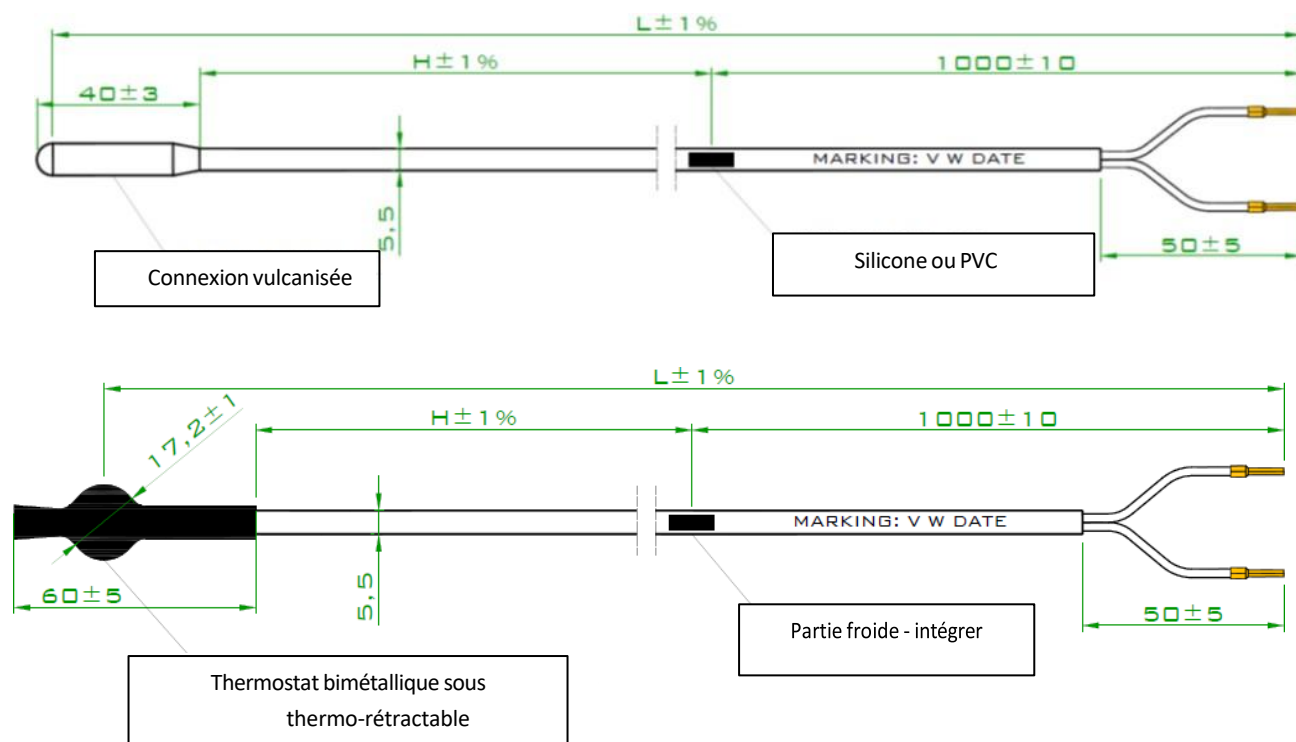 L±1%
H±1%
1000±10
40±3
MARKING: V W DATE
5,5
50±5
Connexion vulcanisée
Silicone ou PVC
L±1%
17,2±1
H±1%
1000±10
MARKING: V W DATE
60±5
5,5
50±5
Partie froide - intégrer
Thermostat bimétallique sous
thermo-rétractable